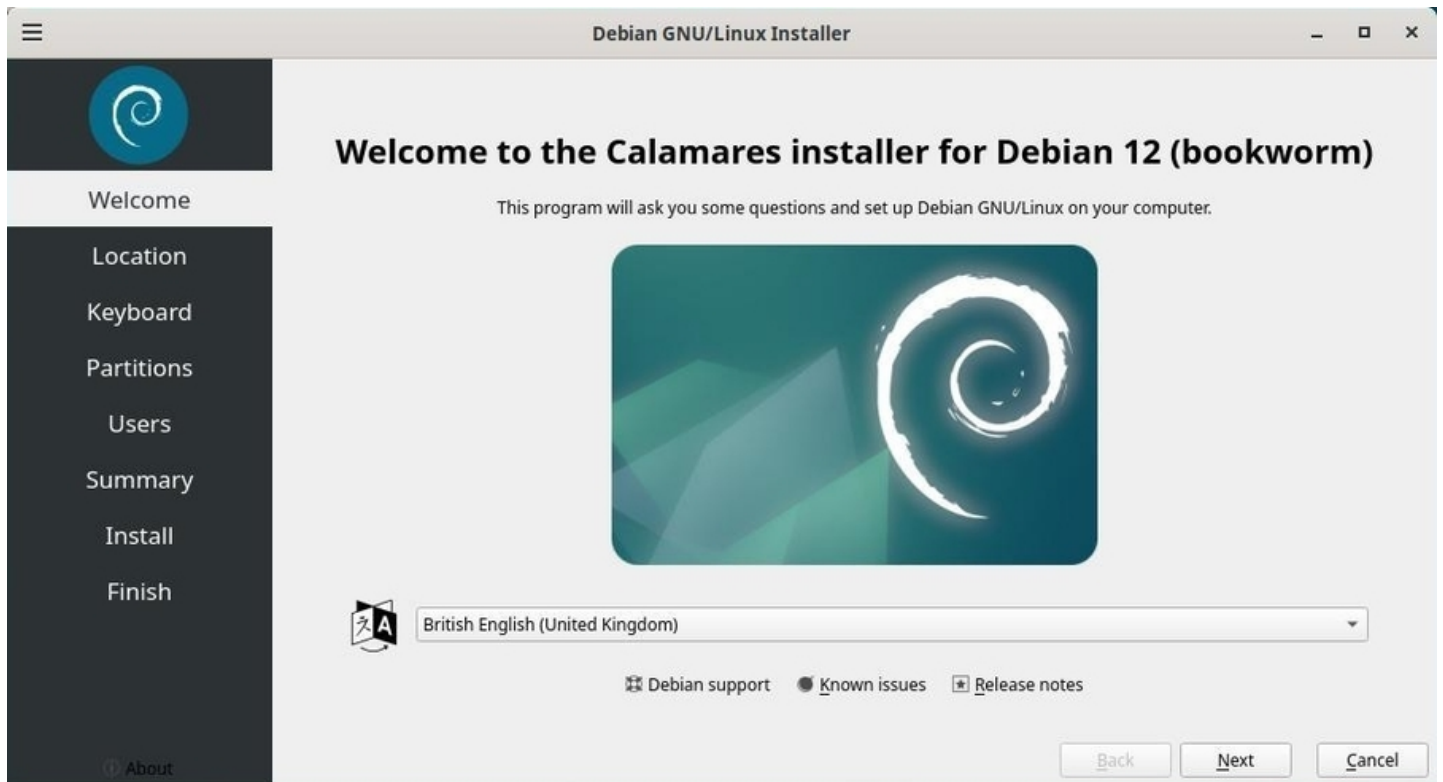 Debian GNU/Linux Installer
Welcome
Location
Keyboard
Partitions
Users
Summary
Install
Finish
About
Welcome to the Calamares installer for Debian 12 (bookworm)
This program will ask you some questions and set up Debian GNU/Linux on your computer.
British English (United Kingdom)
Debian support Known issues Release notes
Back Next Cancel